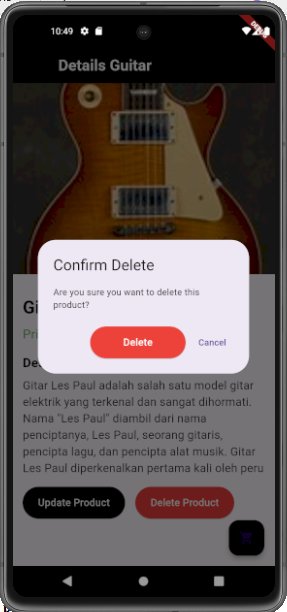 10:49
DEBUG
Details Guitar
Confirm Delete
Are you sure you want to delete this
product?
Delete
Cancel
Gi
Pri
De
Gitar Les Paul adalah salah satu model gitar
elektrik yang terkenal dan sangat dihormati.
Nama "Les Paul" diambil dari nama
penciptanya, Les Paul, seorang gitaris,
pencipta lagu, dan pencipta alat musik. Gitar
Les Paul diperkenalkan pertama kali oleh peru
Update Product
Delete Product